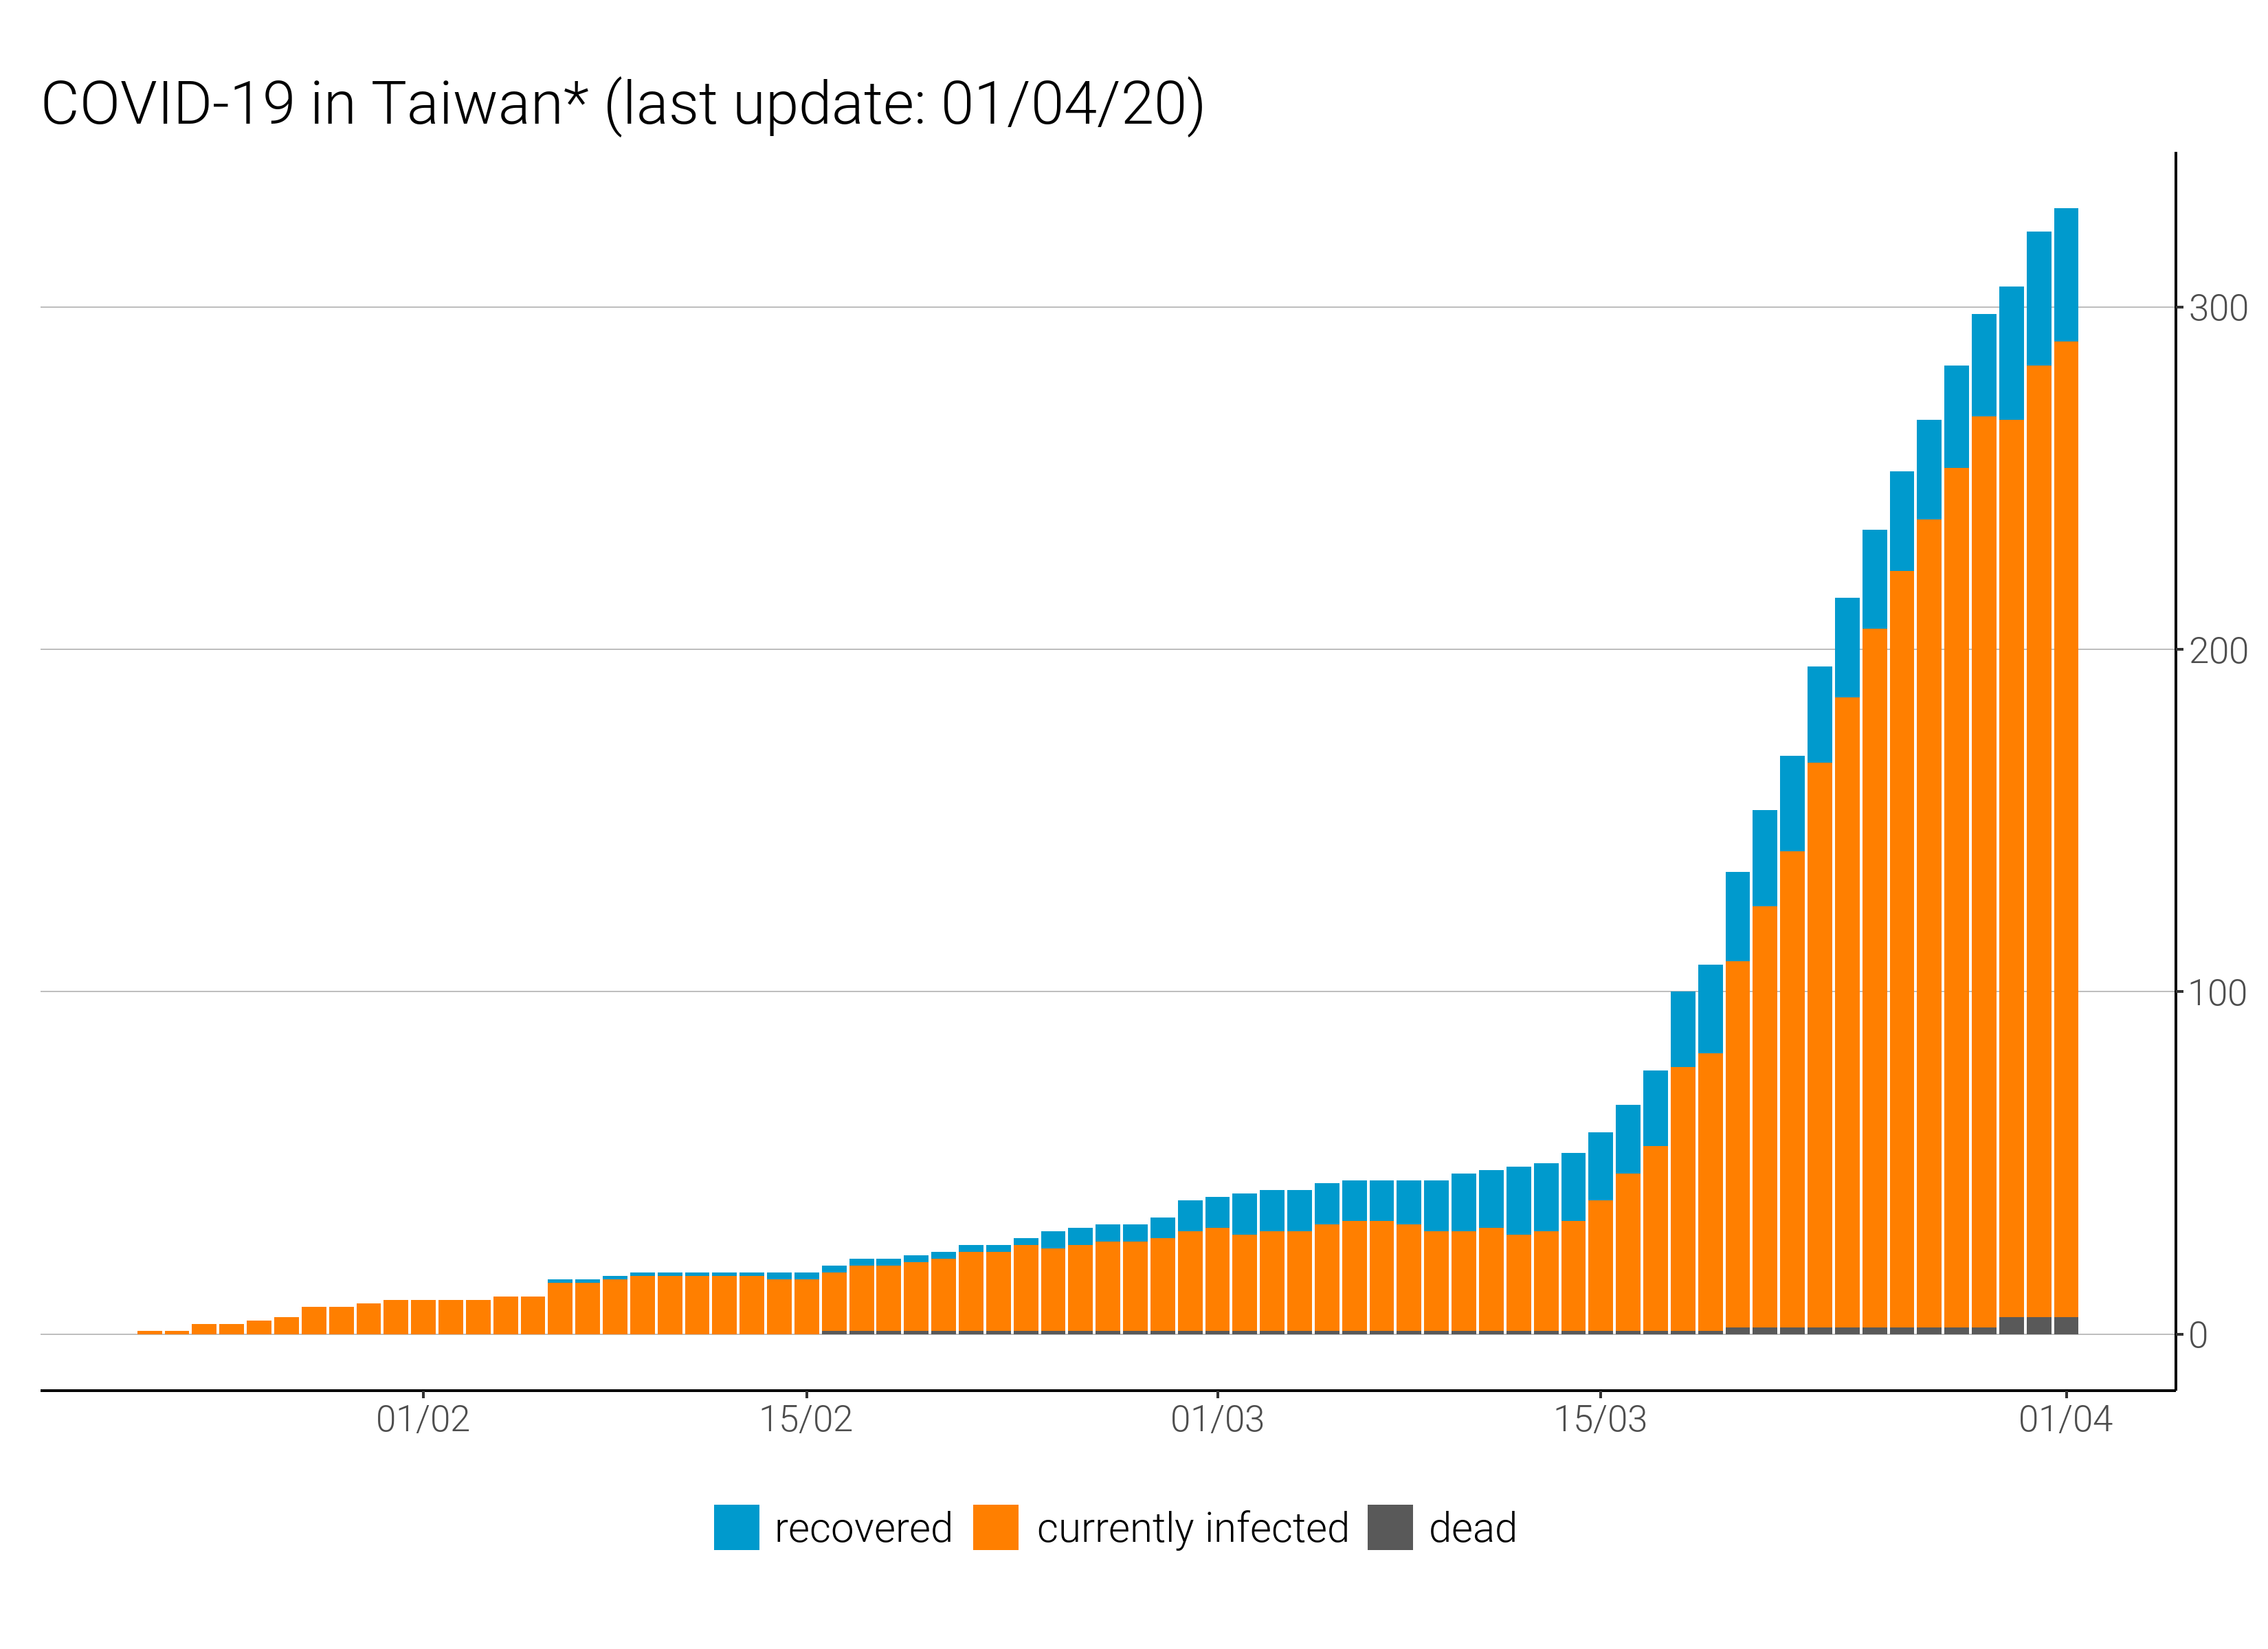 COVID-19 in Taiwan* (last update: 01/04/20)
300
200
100
0
01/02 15/02 01/03 15/03 01/04
recovered currently infected dead